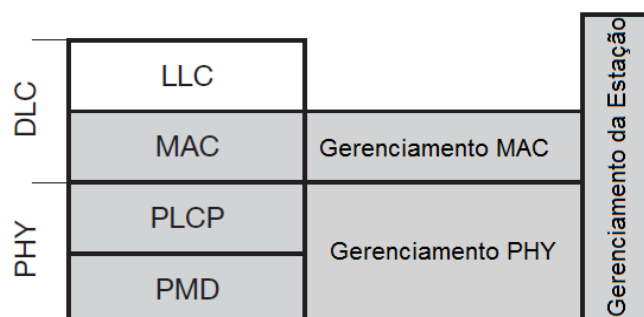 DLC
LLC
MAC
Gerenciamento MAC
PHY
PLCP
PMD
Gerenciamento PHY
Gerenciamento da Estação